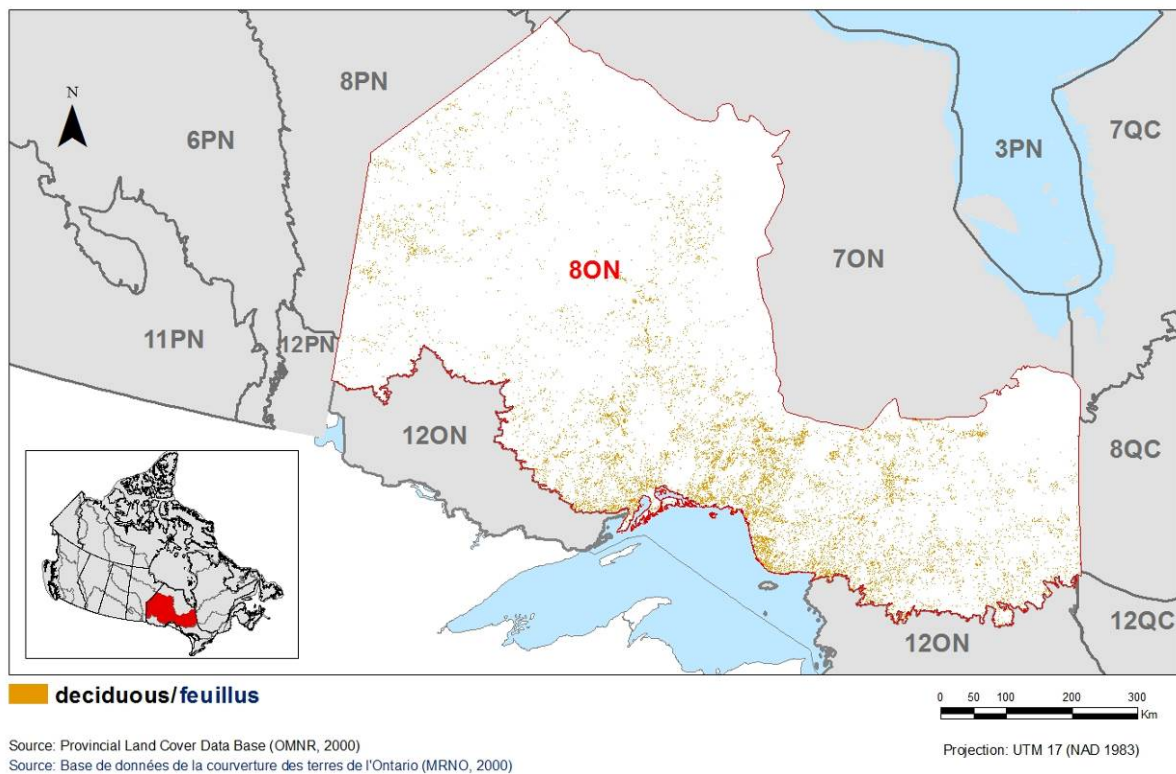 N
8PN
6PN
3PN
7QC
8ON
7ON
11PN
12PN
12ON
8QC
12ON
12QC
deciduous/feuillus
0 50 100 200 300
Km
Source: Provincial Land Cover Data Base (OMNR, 2000)
Projection: UTM 17 (NAD 1983)
Source: Base de données de la courverture des terres de l'Ontario (MRNO, 2000)